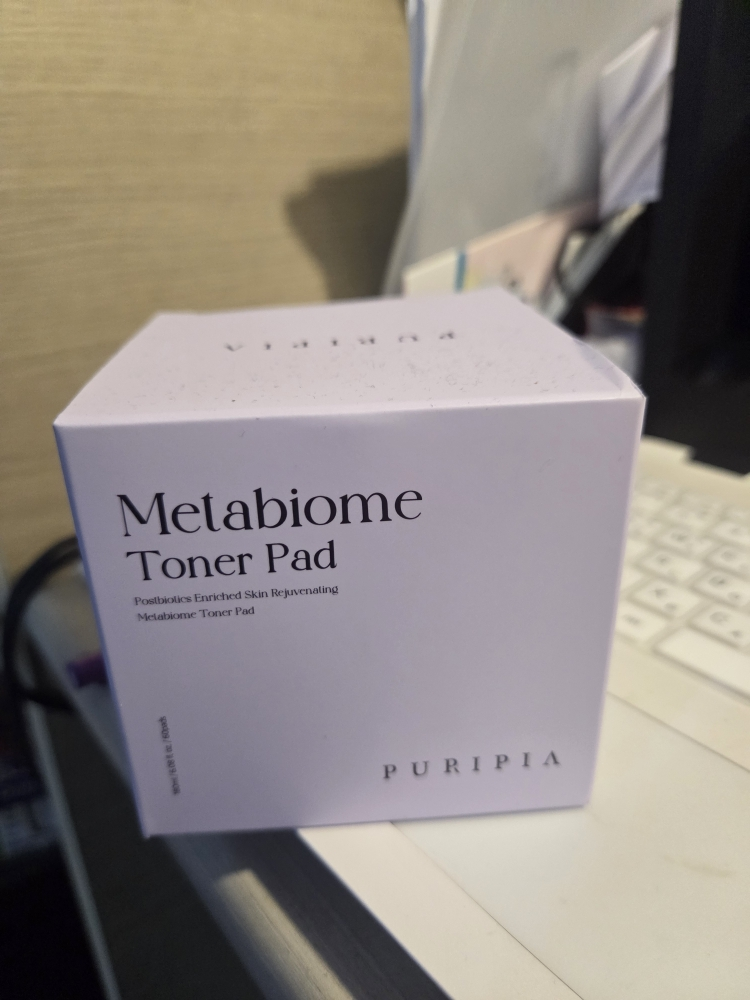 PURIPIA
Metabiome
Toner Pad
Postbiotics Enriched Skin Rejuvenating
Metabiome Toner Pad
PURIPIA